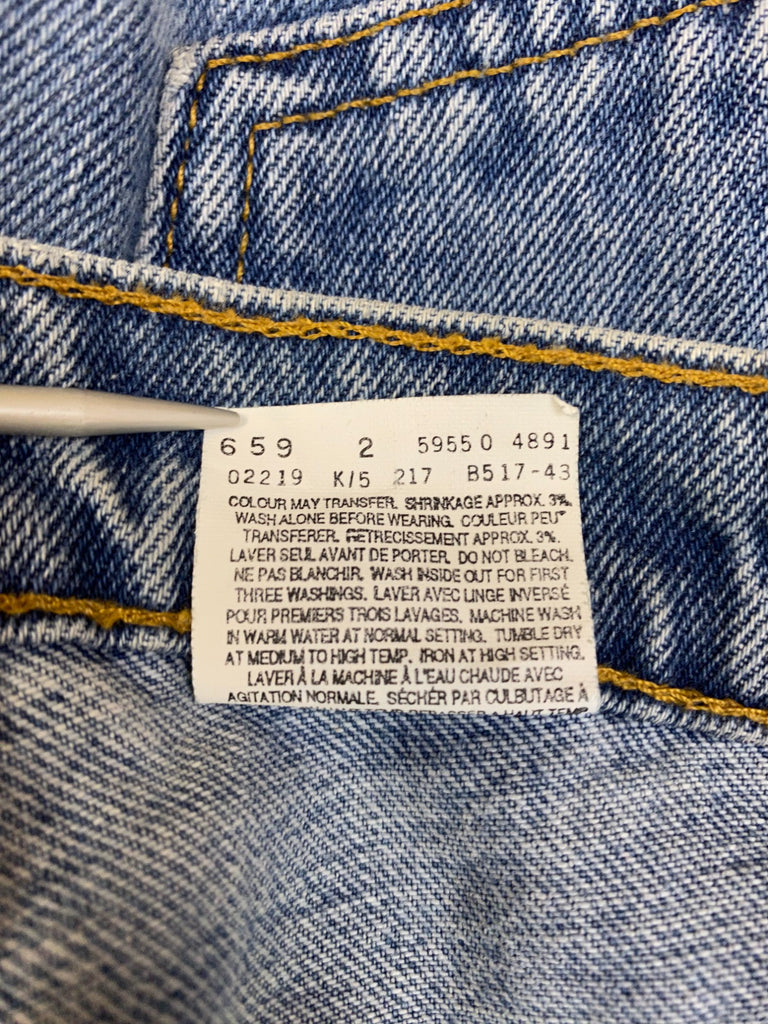 659 2 59550 4891
02219 K/5 217 B517-43
COLOUR MAY TRANSFER. SHRINKAGE APPROX. 3%.
WASH ALONE BEFORE WEARING. COULEUR PEUT
TRANSFERER. RETRECISSEMENT APPROX. 3%.
LAVER SEUL AVANT DE PORTER. DO NOT BLEACH.
NE PAS BLANCHIR. WASH INSIDE OUT FOR FIRST
THREE WASHINGS. LAVER AVEC LINGE INVERSÉ
POUR PREMIERS TROIS LAVAGES. MACHINE WASH
IN WARM WATER AT NORMAL SETTING. TUMBLE DRY
AT MEDIUM TO HIGH TEMP. IRON AT HIGH SETTING.
LAVER À LA MACHINE À L'EAU CHAUDE AVEC
AGITATION NORMALE. SÉCHER PAR CULBUTAGE À
HAUT TEMP